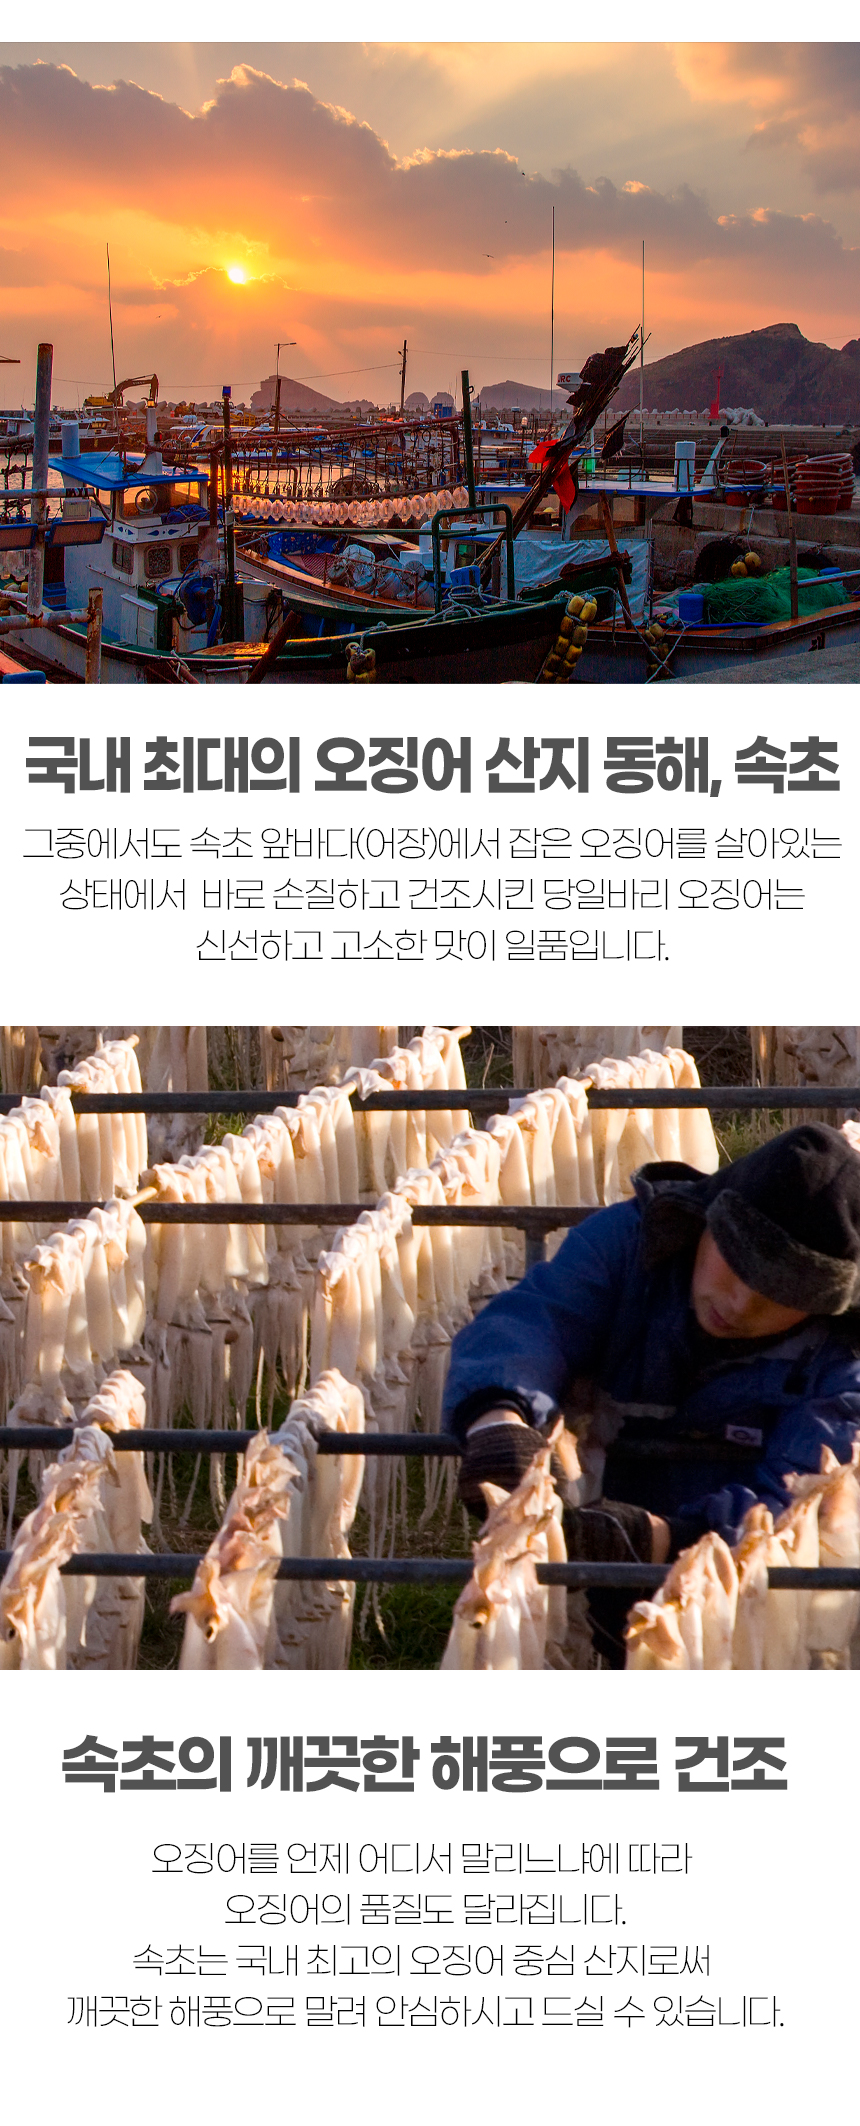 국내 최대의 오징어 산지 동해, 속초
그중에서도 속초 앞바다(어장)에서 잡은 오징어를 살아있는
상태에서 바로 손질하고 건조시킨 당일바리 오징어는
신선하고 고소한 맛이 일품입니다.
속초의 깨끗한 해풍으로 건조
오징어를 언제 어디서 말리느냐에 따라
오징어의 품질도 달라집니다.
속초는 국내 최고의 오징어 중심 산지로써
깨끗한 해풍으로 말려 안심하시고 드실 수 있습니다.